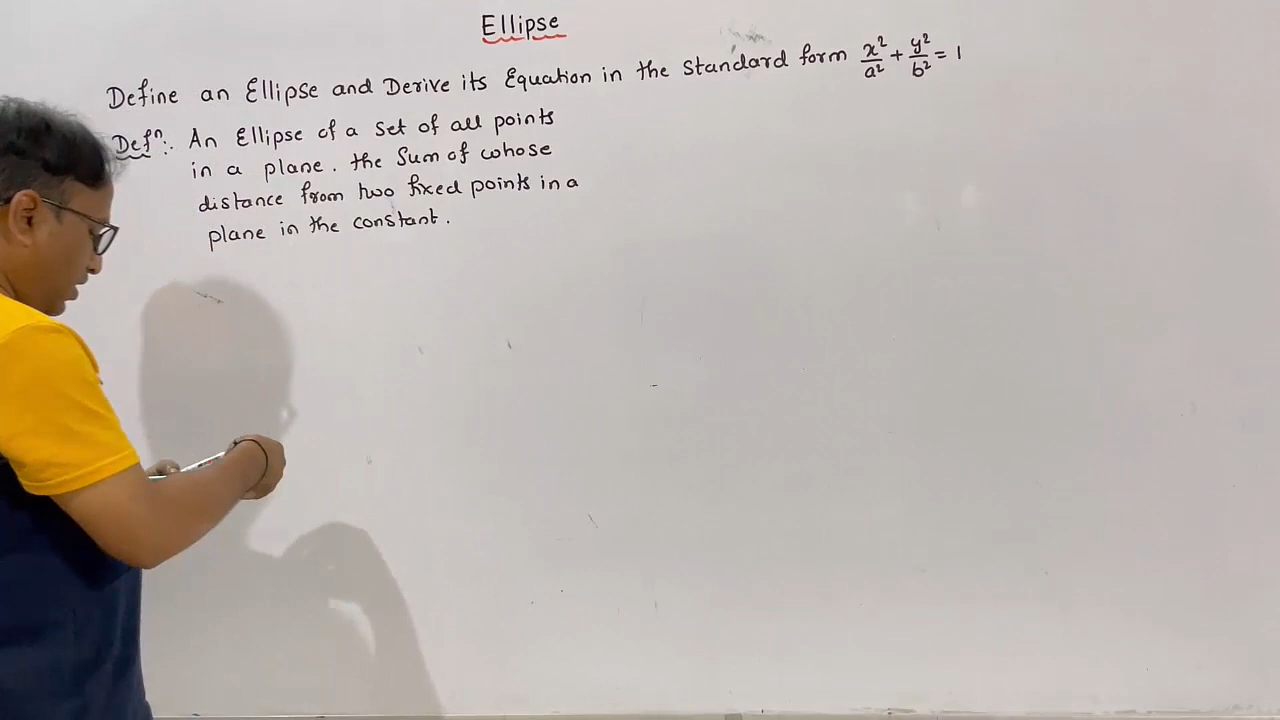 Ellipse
Define an Ellipse and Derive its Equation in the Standard form x²/a² + y²/b² = 1
Defⁿ:. An Ellipse of a set of all points
in a plane. the Sum of whose
distance from two fixed points in a
plane in the constant.